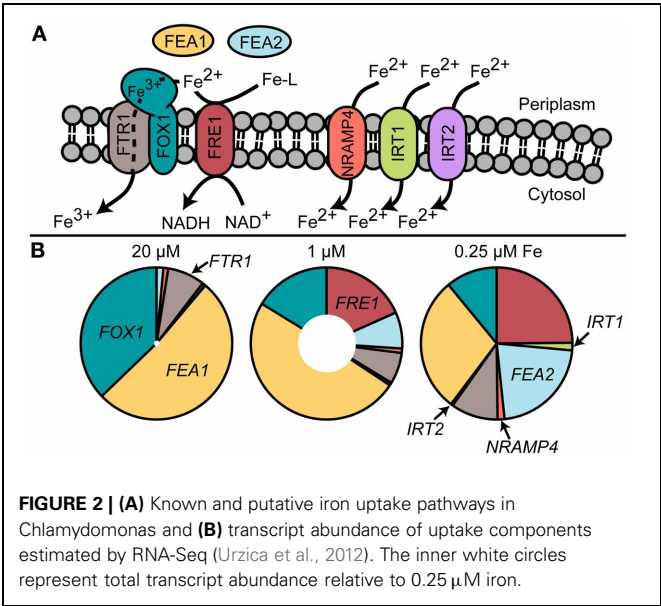 A
FEA1
FEA2
Fe3+
Fe2+
Fe-L
Fe2+
Fe2+
Fe2+
Periplasm
FTR1
FOX1
FRE1
NRAMP4
IRT1
IRT2
Cytosol
Fe3+
NADH
NAD+
Fe2+
Fe2+
Fe2+
B
20 µM
1 µM
0.25 µM Fe
FTR1
FOX1
FEA1
FRE1
IRT1
FEA2
IRT2
NRAMP4
FIGURE 2 | (A) Known and putative iron uptake pathways in
Chlamydomonas and (B) transcript abundance of uptake components
estimated by RNA-Seq (Urzica et al., 2012). The inner white circles
represent total transcript abundance relative to 0.25 µM iron.